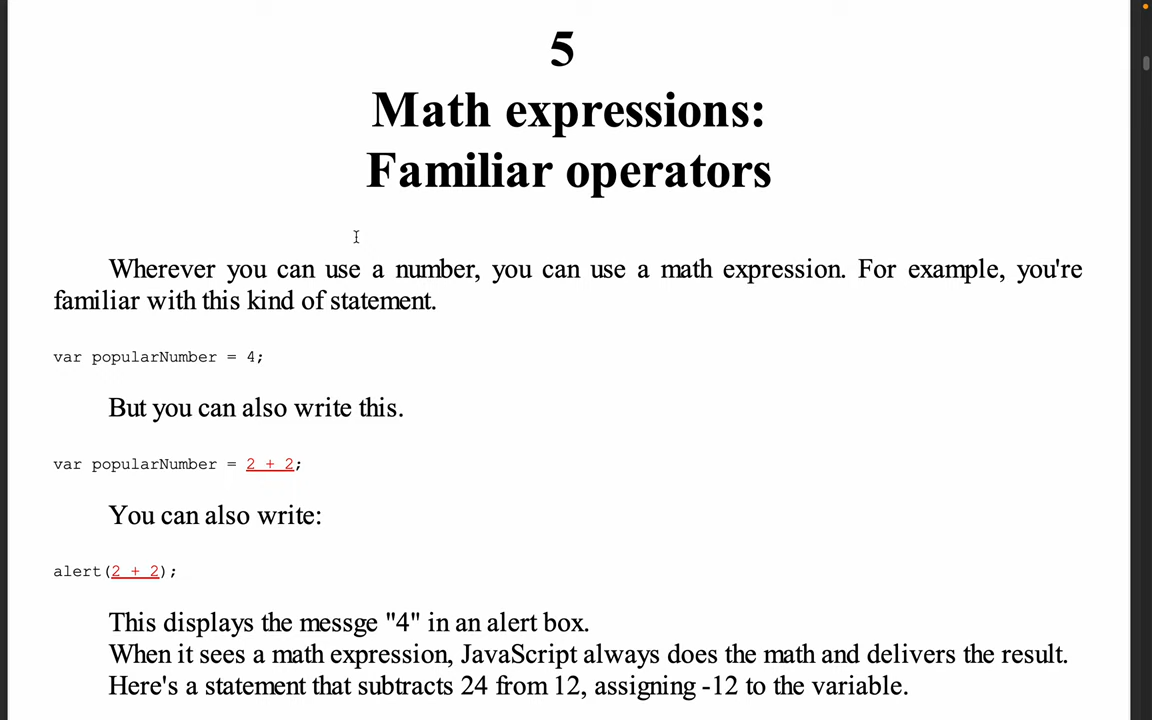 5
Math expressions:
Familiar operators
Wherever you can use a number, you can use a math expression. For example, you're
familiar with this kind of statement.
var popularNumber = 4;
But you can also write this.
var popularNumber = 2 + 2;
You can also write:
alert(2 + 2);
This displays the messge "4" in an alert box.
When it sees a math expression, JavaScript always does the math and delivers the result.
Here's a statement that subtracts 24 from 12, assigning -12 to the variable.